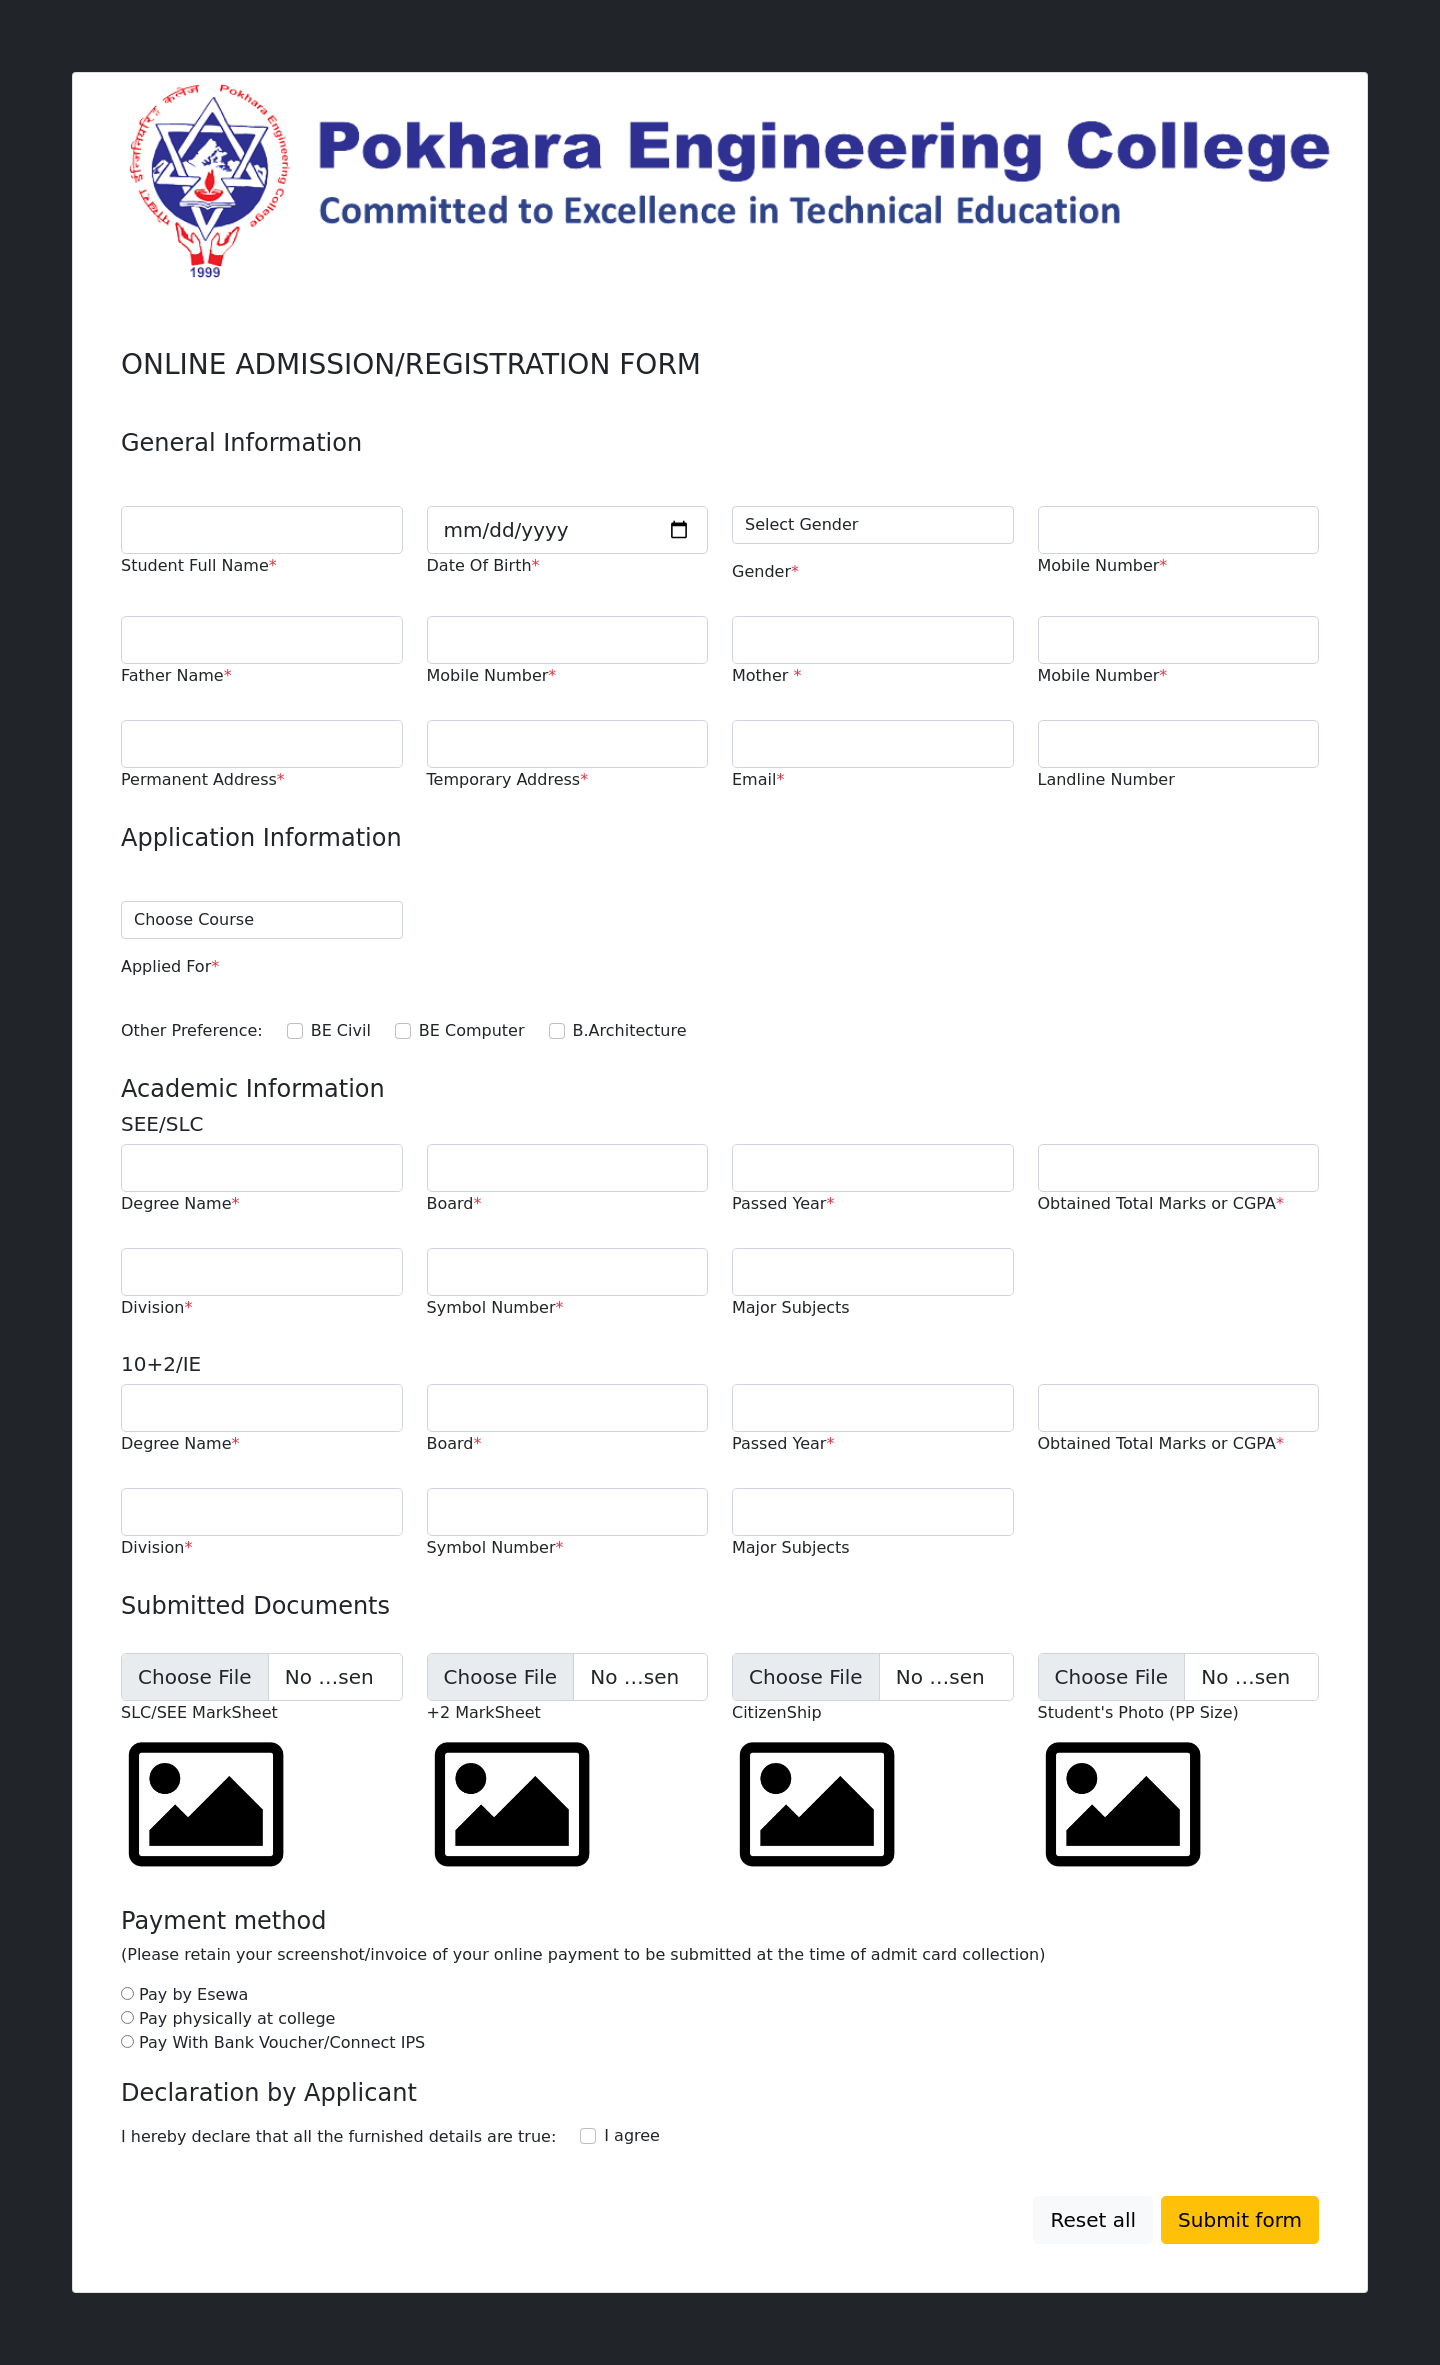 इन्जिनियरिङ्ग कलेज Pokhara Engineering College
1999
Pokhara Engineering College
Committed to Excellence in Technical Education
ONLINE ADMISSION/REGISTRATION FORM
General Information
mm/dd/yyyy Select Gender
Student Full Name* Date Of Birth* Gender* Mobile Number*
Father Name* Mobile Number* Mother * Mobile Number*
Permanent Address* Temporary Address* Email* Landline Number
Application Information
Choose Course
Applied For*
Other Preference: BE Civil BE Computer B.Architecture
Academic Information
SEE/SLC
Degree Name* Board* Passed Year* Obtained Total Marks or CGPA*
Division* Symbol Number* Major Subjects
10+2/IE
Degree Name* Board* Passed Year* Obtained Total Marks or CGPA*
Division* Symbol Number* Major Subjects
Submitted Documents
Choose File No ...sen Choose File No ...sen Choose File No ...sen Choose File No ...sen
SLC/SEE MarkSheet +2 MarkSheet CitizenShip Student's Photo (PP Size)
Payment method
(Please retain your screenshot/invoice of your online payment to be submitted at the time of admit card collection)
Pay by Esewa
Pay physically at college
Pay With Bank Voucher/Connect IPS
Declaration by Applicant
I hereby declare that all the furnished details are true: I agree
Reset all Submit form